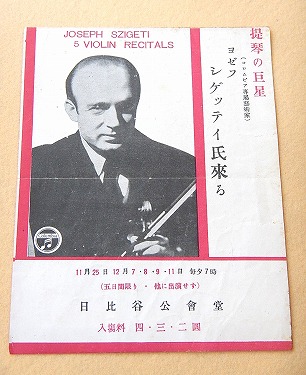 JOSEPH SZIGETI
5 VIOLIN RECITALS
提琴の巨星
(コロムビア専属藝術家)
ヨゼフ
シゲッティ氏來る
11月25日12月7・8・9・11日 毎夕7時
(五日間限り・他に出演せず)
日比谷公會堂
入場料 四・三・二圓